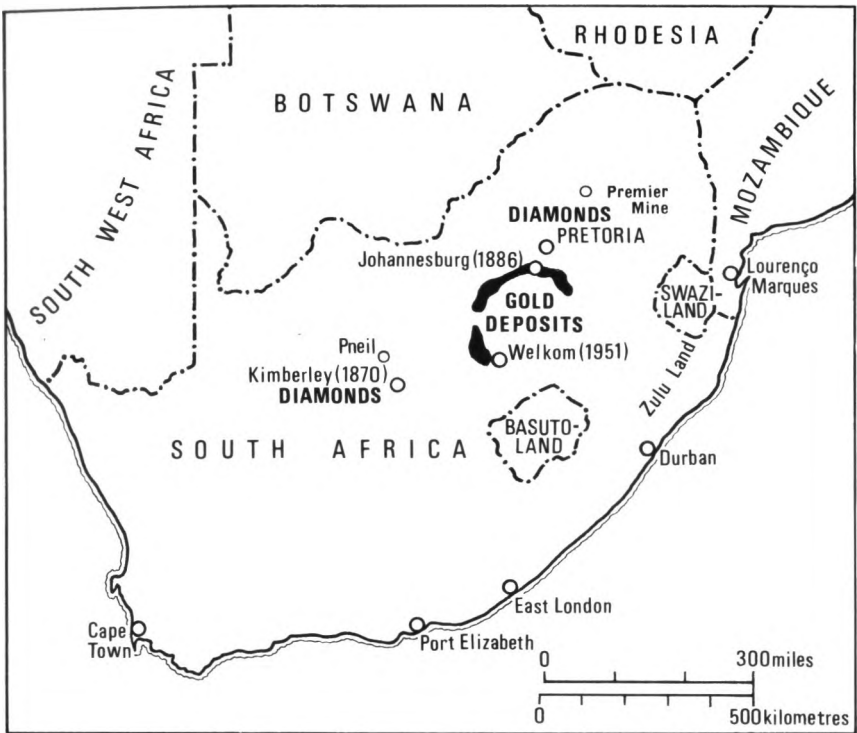 RHODESIA
BOTSWANA
SOUTH WEST AFRICA
MOZAMBIQUE
Premier
Mine
DIAMONDS
PRETORIA
Johannesburg (1886)
Lourenço
Marques
SWAZI-
LAND
GOLD
DEPOSITS
Pneil
Welkom (1951)
Kimberley (1870)
DIAMONDS
Zulu Land
SOUTH AFRICA
BASUTO-
LAND
Durban
East London
Cape
Town
Port Elizabeth
0 300 miles
0 500 kilometres